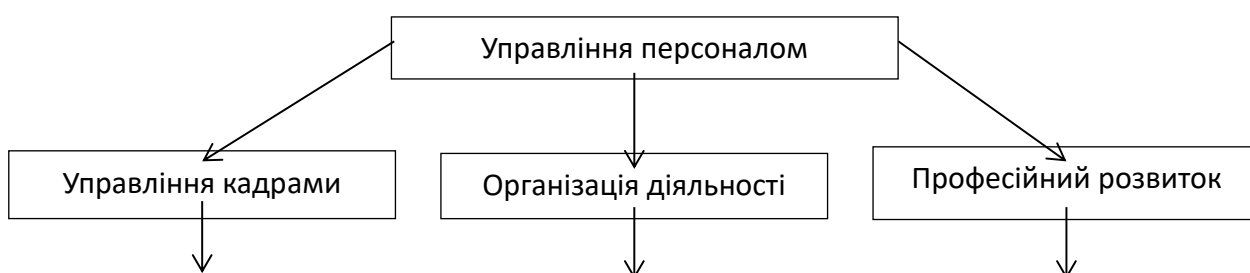 Управління персоналом
Управління кадрами
Організація діяльності
Професійний розвиток